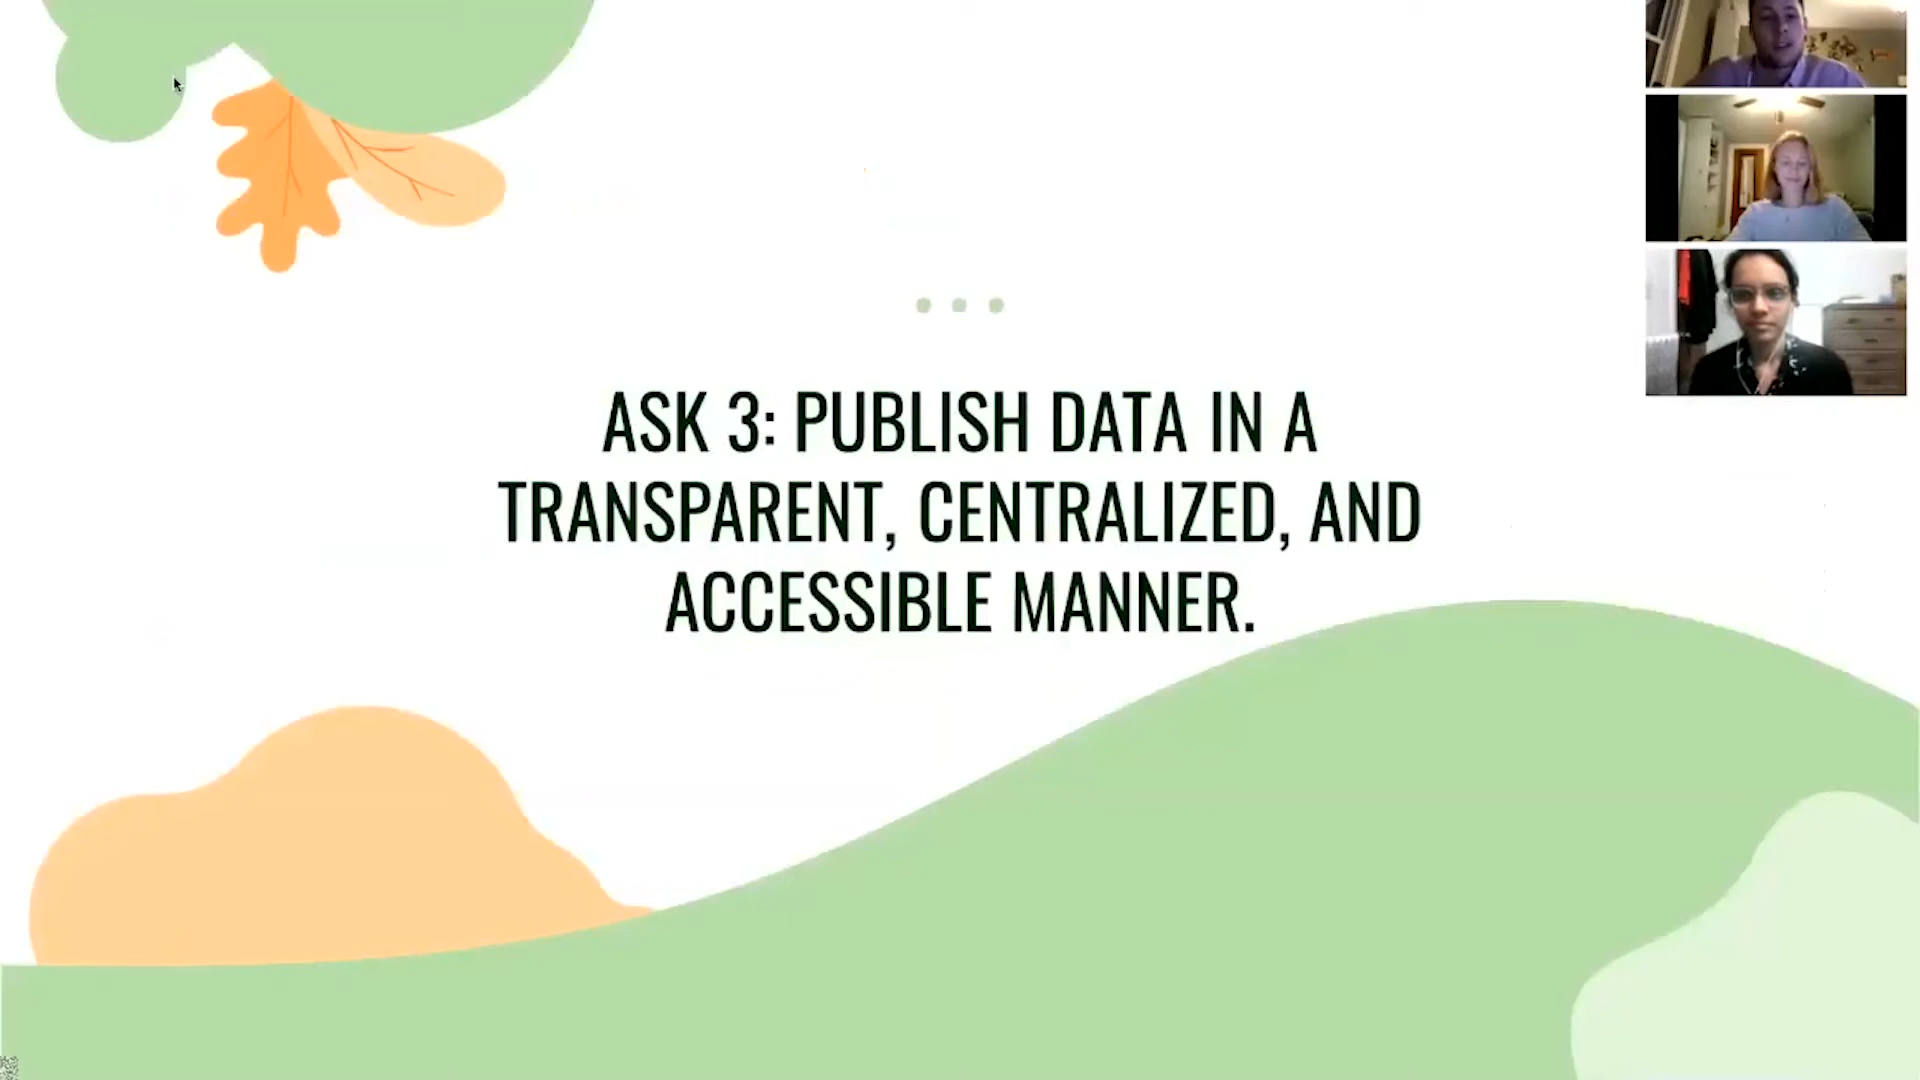 ASK 3: PUBLISH DATA IN A
TRANSPARENT, CENTRALIZED, AND
ACCESSIBLE MANNER.